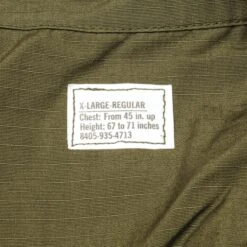 X-LARGE-REGULAR
Chest: From 45 in. up
Height: 67 to 71 inches
8405-935-4713